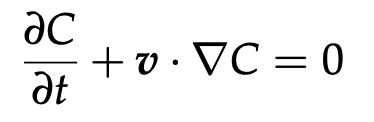 ∂C/∂t + v · ∇C = 0